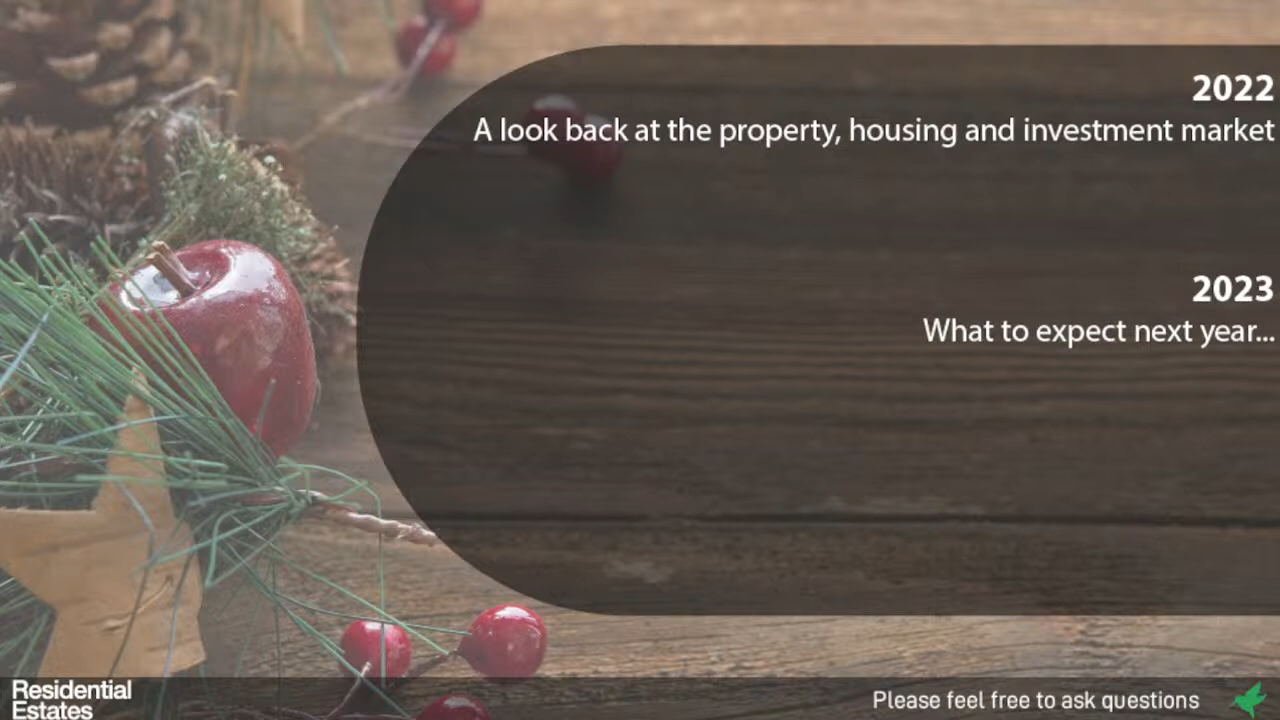 2022
A look back at the property, housing and investment market
2023
What to expect next year...
Residential
Estates
Please feel free to ask questions